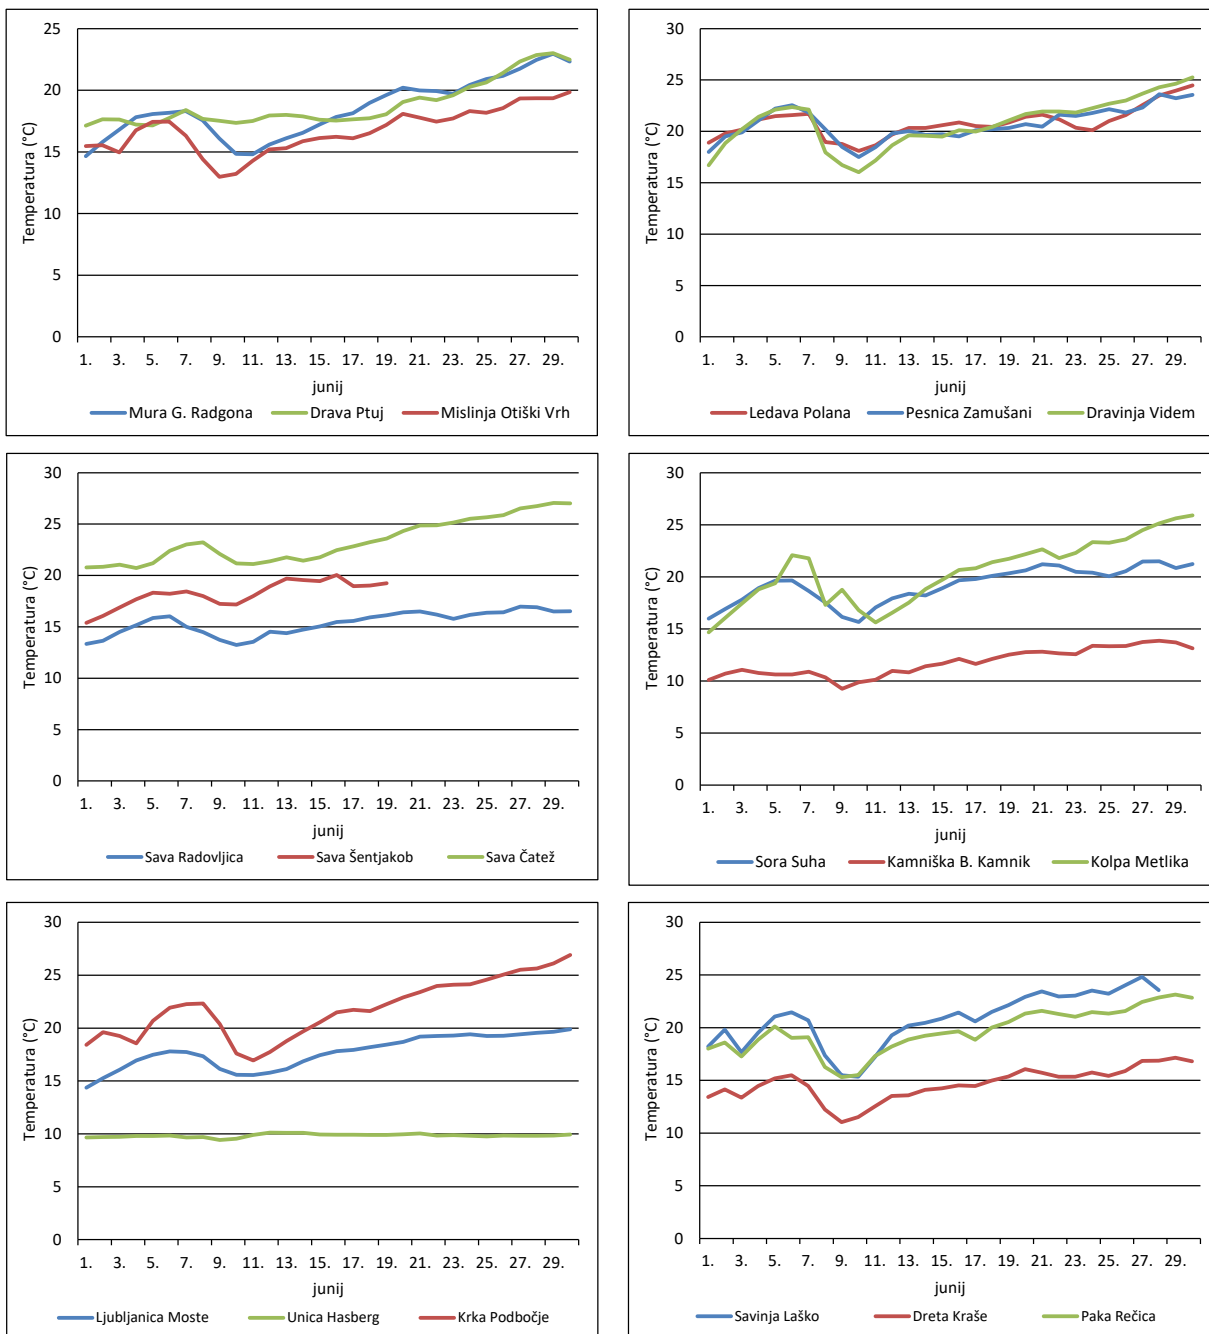 25
20
15
10
5
0
Temperatura (°C)
1. 3. 5. 7. 9. 11. 13. 15. 17. 19. 21. 23. 25. 27. 29.
junij
Mura G. Radgona Drava Ptuj Mislinja Otiški Vrh
30
25
20
15
10
5
0
Temperatura (°C)
1. 3. 5. 7. 9. 11. 13. 15. 17. 19. 21. 23. 25. 27. 29.
junij
Ledava Polana Pesnica Zamušani Dravinja Videm
30
25
20
15
10
5
0
Temperatura (°C)
1. 3. 5. 7. 9. 11. 13. 15. 17. 19. 21. 23. 25. 27. 29.
junij
Sava Radovljica Sava Šentjakob Sava Čatež
30
25
20
15
10
5
0
Temperatura (°C)
1. 3. 5. 7. 9. 11. 13. 15. 17. 19. 21. 23. 25. 27. 29.
junij
Sora Suha Kamniška B. Kamnik Kolpa Metlika
30
25
20
15
10
5
0
Temperatura (°C)
1. 3. 5. 7. 9. 11. 13. 15. 17. 19. 21. 23. 25. 27. 29.
junij
Ljubljanica Moste Unica Hasberg Krka Podbočje
30
25
20
15
10
5
0
Temperatura (°C)
1. 3. 5. 7. 9. 11. 13. 15. 17. 19. 21. 23. 25. 27. 29.
junij
Savinja Laško Dreta Kraše Paka Rečica